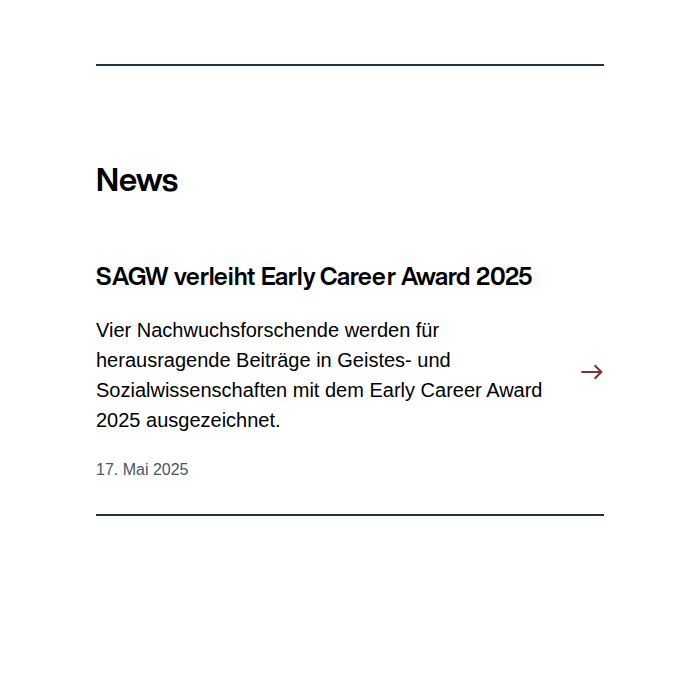 News
SAGW verleiht Early Career Award 2025
Vier Nachwuchsforschende werden für
herausragende Beiträge in Geistes- und
Sozialwissenschaften mit dem Early Career Award
2025 ausgezeichnet.
17. Mai 2025